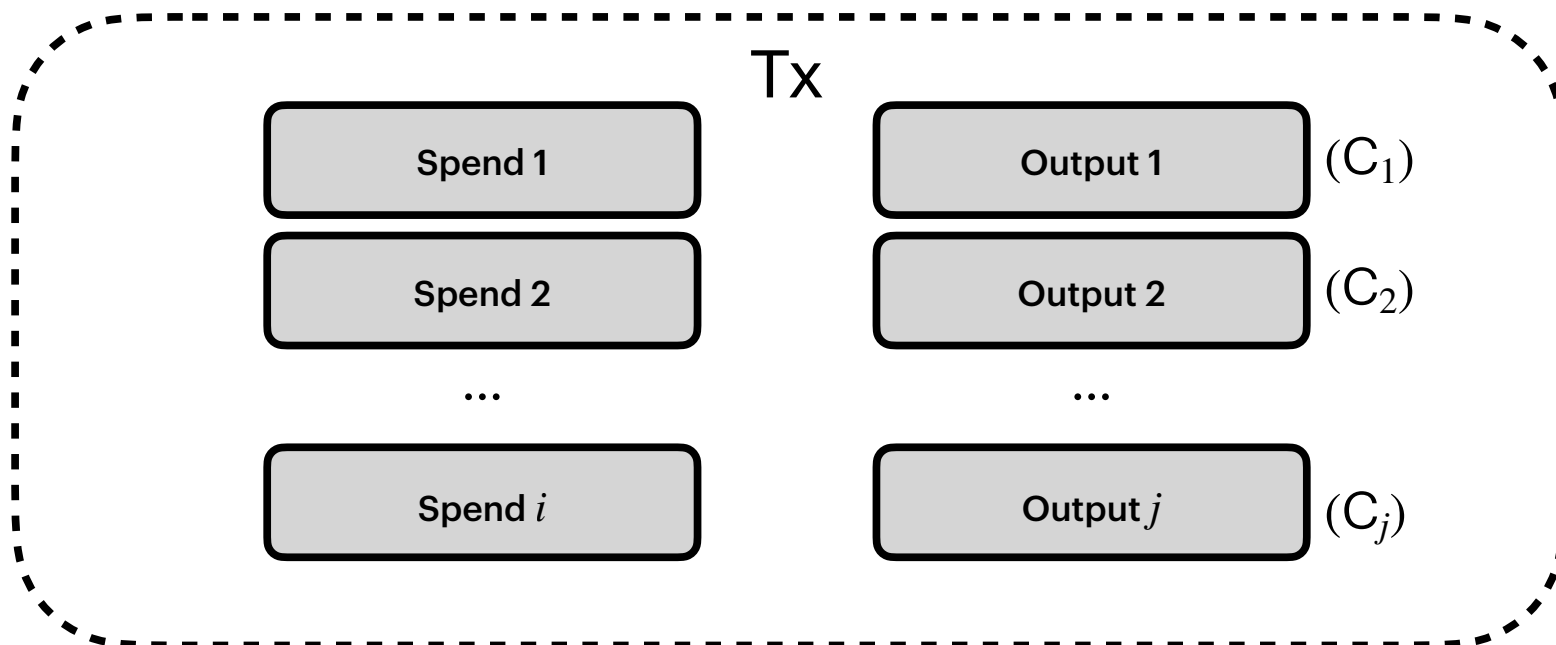 Tx
Spend 1 Output 1 (C₁)
Spend 2 Output 2 (C₂)
... ...
Spend i Output j (Cⱼ)